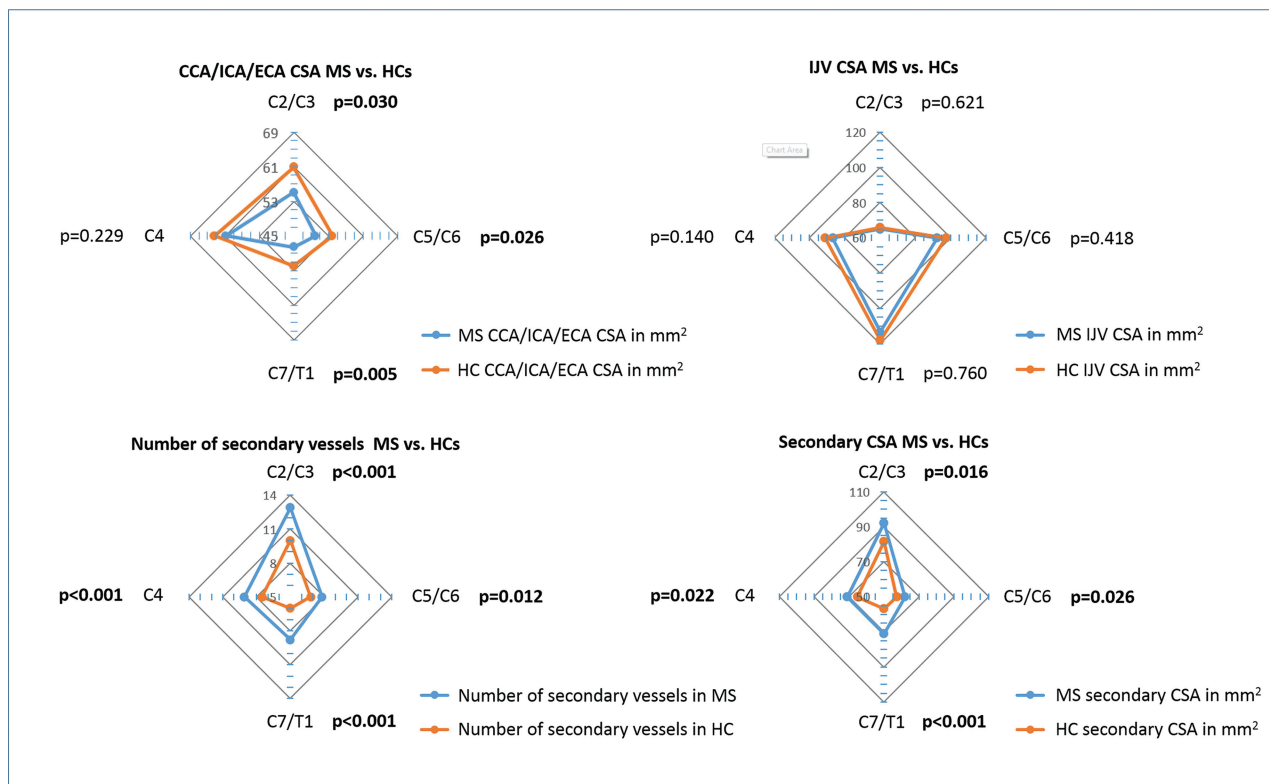 CCA/ICA/ECA CSA MS vs. HCs
C2/C3 p=0.030
69
61
53
45
p=0.229 C4
C5/C6 p=0.026
MS CCA/ICA/ECA CSA in mm²
HC CCA/ICA/ECA CSA in mm²
C7/T1 p=0.005
IJV CSA MS vs. HCs
C2/C3 p=0.621
Chart Area
120
100
80
60
p=0.140 C4
C5/C6 p=0.418
MS IJV CSA in mm²
HC IJV CSA in mm²
C7/T1 p=0.760
Number of secondary vessels MS vs. HCs
C2/C3 p<0.001
14
11
8
5
p<0.001 C4
C5/C6 p=0.012
Number of secondary vessels in MS
Number of secondary vessels in HC
C7/T1 p<0.001
Secondary CSA MS vs. HCs
C2/C3 p=0.016
110
90
70
50
p=0.022 C4
C5/C6 p=0.026
MS secondary CSA in mm²
HC secondary CSA in mm²
C7/T1 p<0.001